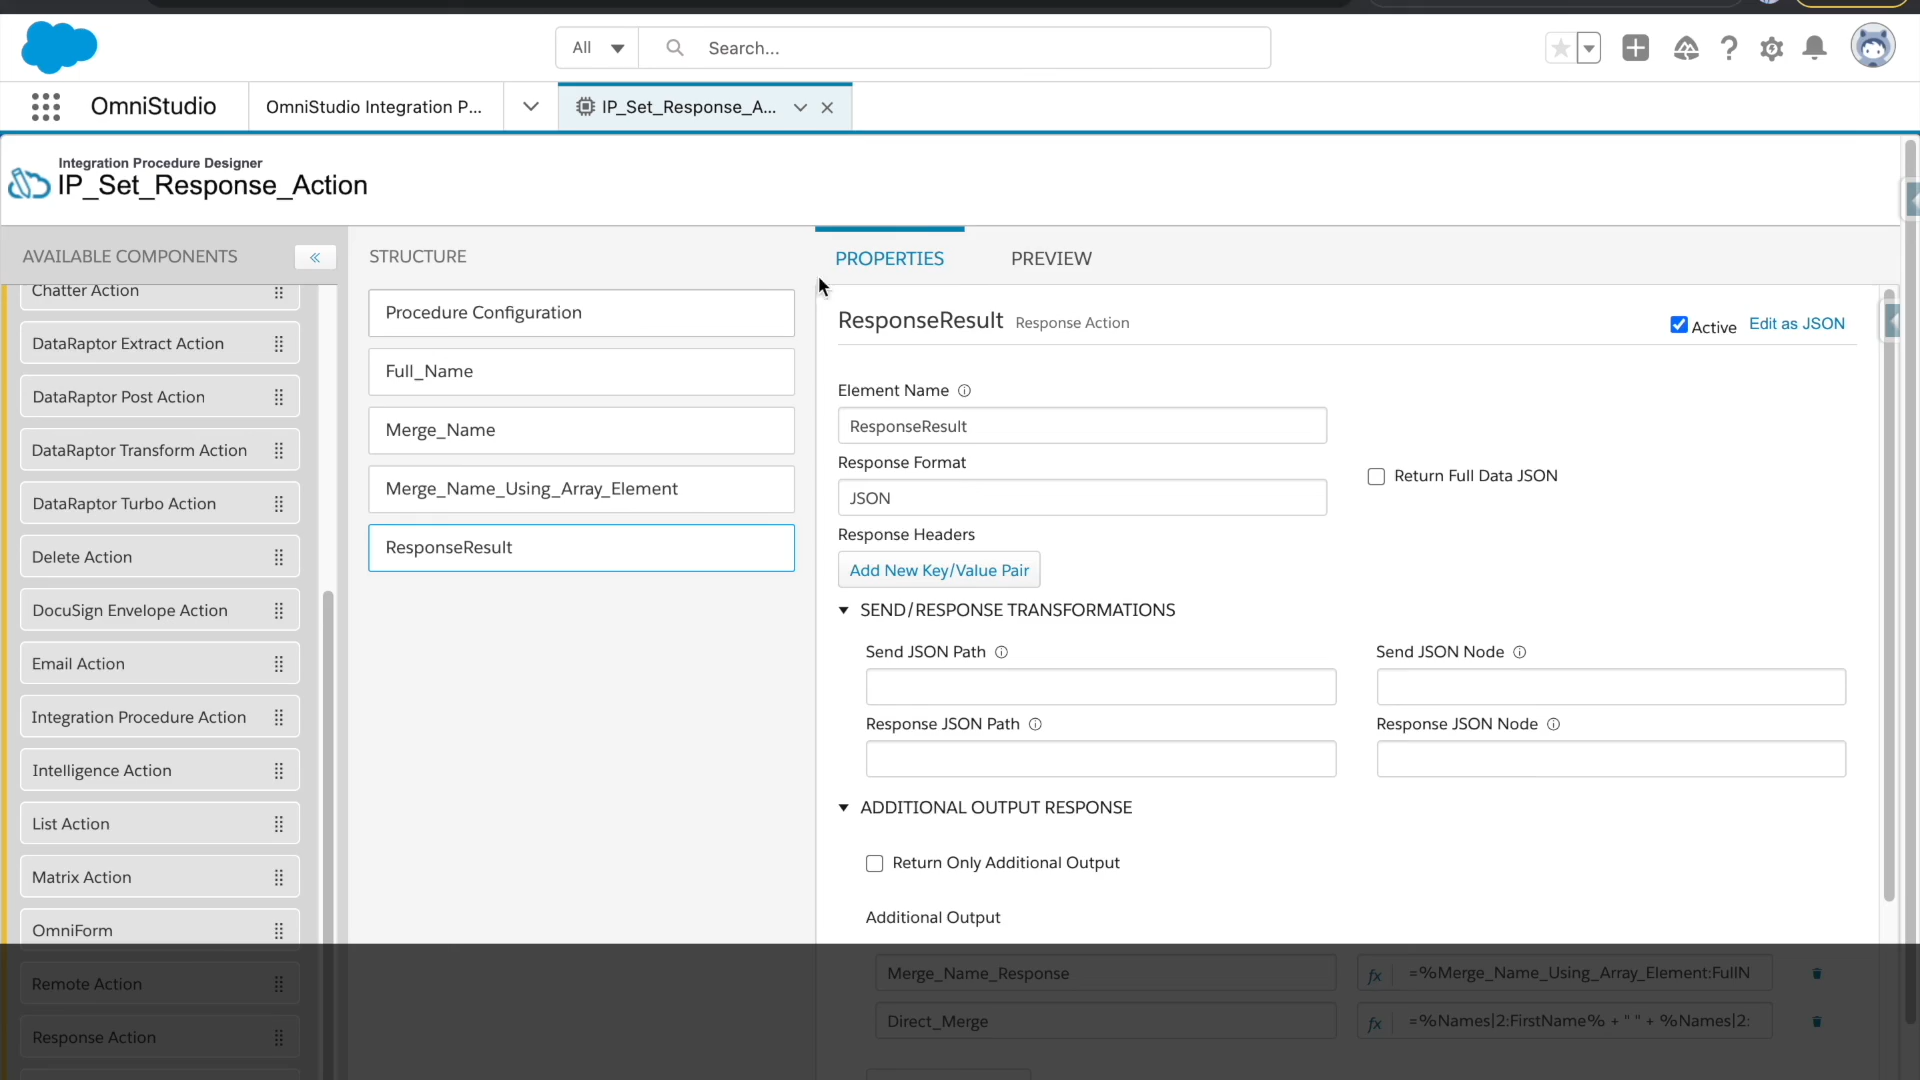 All
Search...
OmniStudio
OmniStudio Integration P...
IP_Set_Response_A...
Integration Procedure Designer
IP_Set_Response_Action
AVAILABLE COMPONENTS
Chatter Action
DataRaptor Extract Action
DataRaptor Post Action
DataRaptor Transform Action
DataRaptor Turbo Action
Delete Action
DocuSign Envelope Action
Email Action
Integration Procedure Action
Intelligence Action
List Action
Matrix Action
OmniForm
Remote Action
Response Action
STRUCTURE
Procedure Configuration
Full_Name
Merge_Name
Merge_Name_Using_Array_Element
ResponseResult
PROPERTIES
PREVIEW
ResponseResult Response Action
Active Edit as JSON
Element Name
ResponseResult
Response Format
JSON
Return Full Data JSON
Response Headers
Add New Key/Value Pair
SEND/RESPONSE TRANSFORMATIONS
Send JSON Path
Send JSON Node
Response JSON Path
Response JSON Node
ADDITIONAL OUTPUT RESPONSE
Return Only Additional Output
Additional Output
Merge_Name_Response
fx =%Merge_Name_Using_Array_Element:FullN
Direct_Merge
fx =%Names|2:FirstName% + " " + %Names|2: